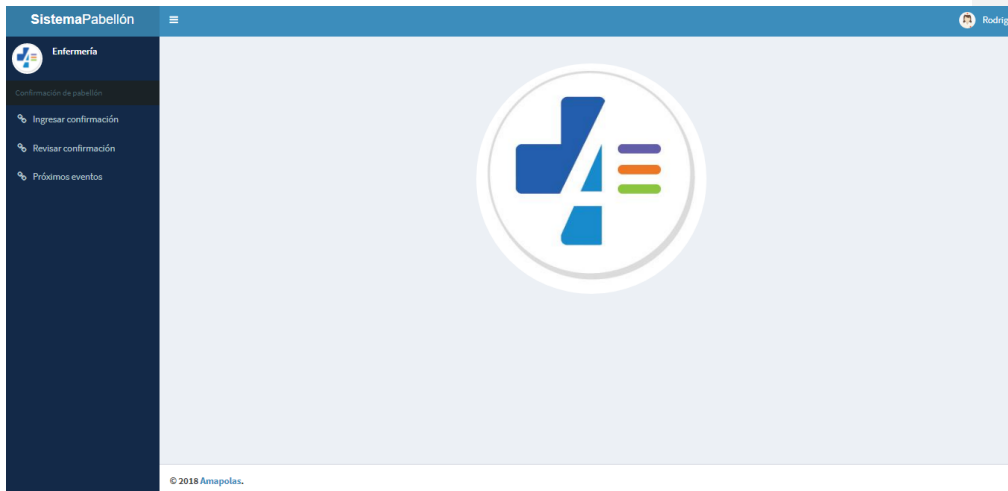 SistemaPabellón
Rodrig
Enfermería
Confirmación de pabellón
Ingresar confirmación
Revisar confirmación
Próximos eventos
© 2018 Amapolas.